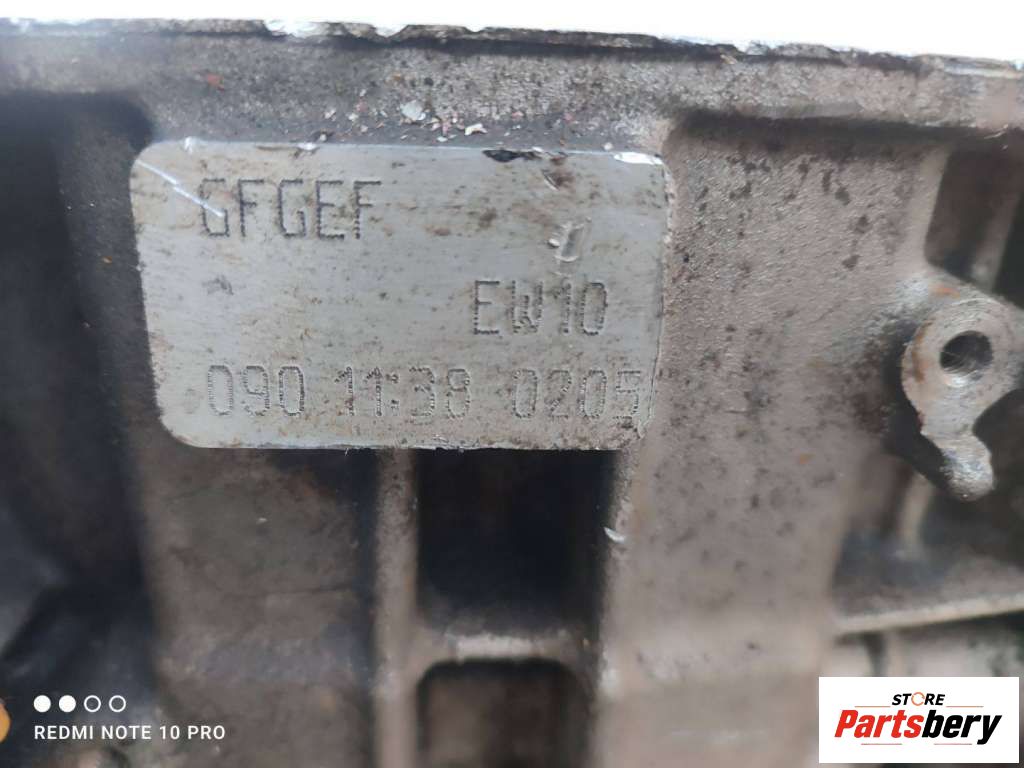 GFGEF
EW10
090 11:38 0205
REDMI NOTE 10 PRO
STORE
Partsbery